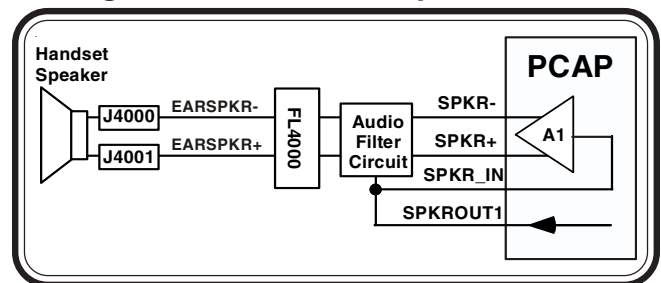 Handset
Speaker
J4000
J4001
EARSPKR-
EARSPKR+
FL4000
Audio
Filter
Circuit
SPKR-
SPKR+
SPKR_IN
SPKROUT1
PCAP
A1